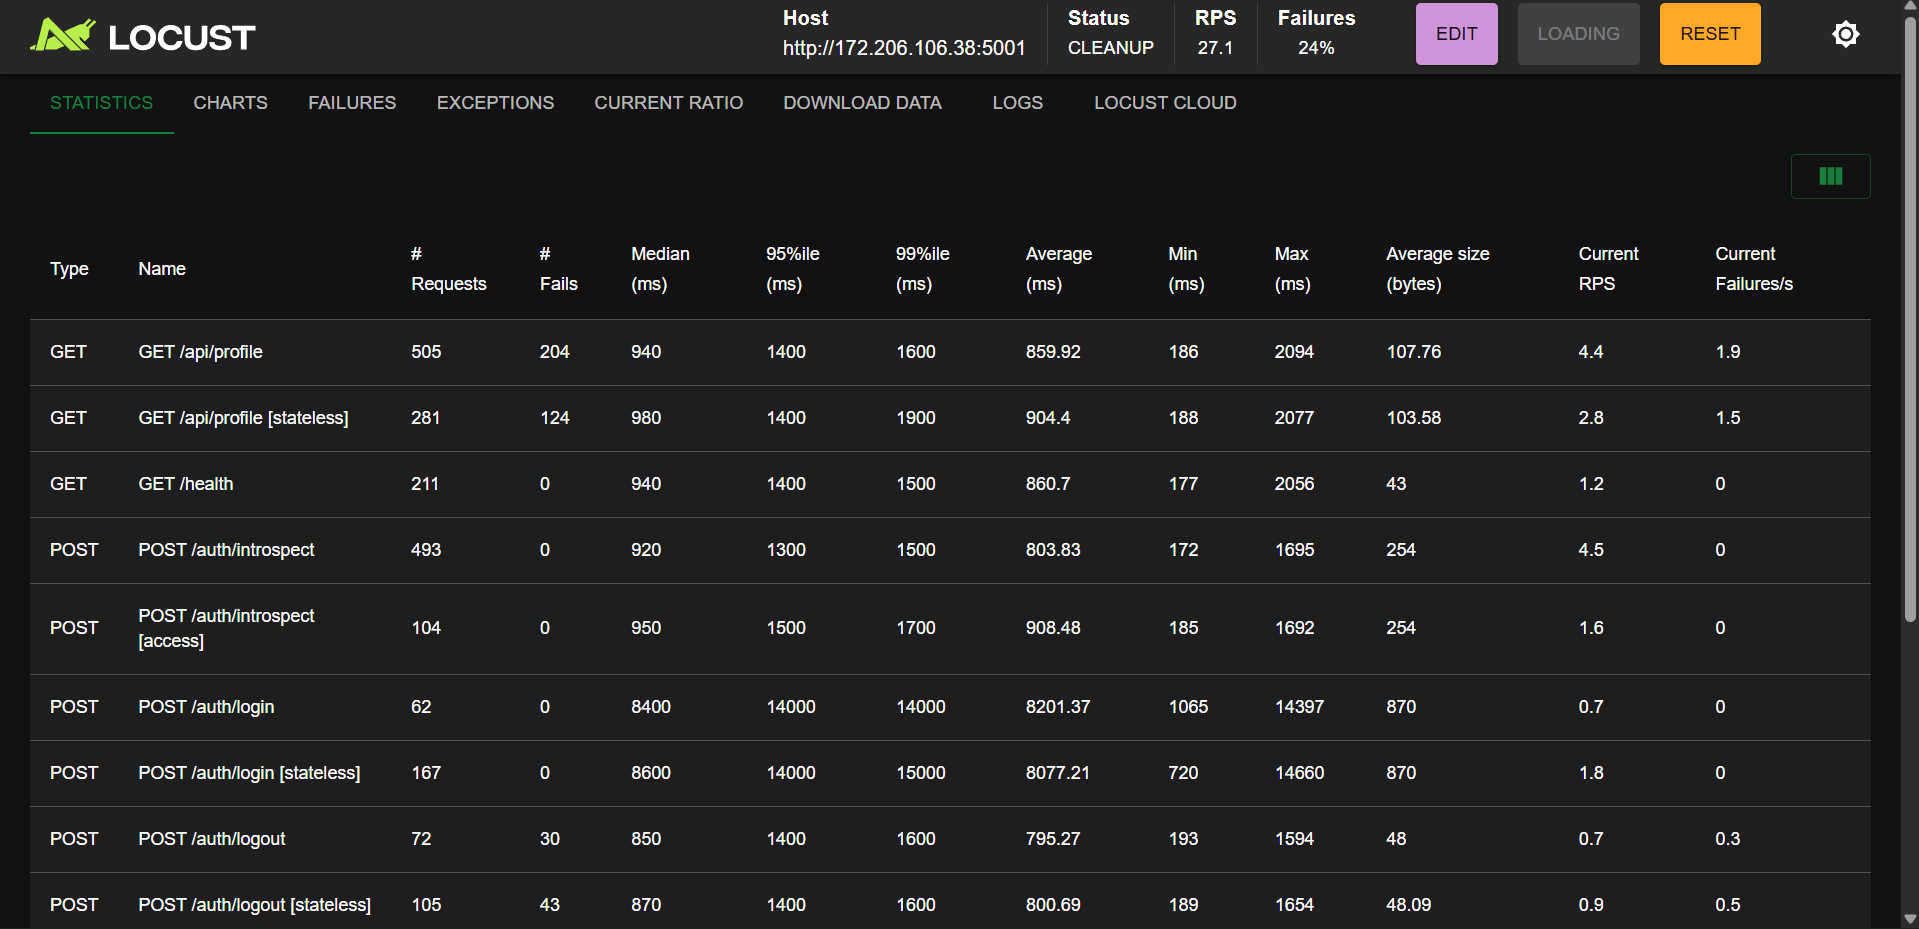 LOCUST
Host
http://172.206.106.38:5001
Status
CLEANUP
RPS
27.1
Failures
24%
EDIT
LOADING
RESET
STATISTICS CHARTS FAILURES EXCEPTIONS CURRENT RATIO DOWNLOAD DATA LOGS LOCUST CLOUD
Type Name # Requests # Fails Median (ms) 95%ile (ms) 99%ile (ms) Average (ms) Min (ms) Max (ms) Average size (bytes) Current RPS Current Failures/s
GET GET /api/profile 505 204 940 1400 1600 859.92 186 2094 107.76 4.4 1.9
GET GET /api/profile [stateless] 281 124 980 1400 1900 904.4 188 2077 103.58 2.8 1.5
GET GET /health 211 0 940 1400 1500 860.7 177 2056 43 1.2 0
POST POST /auth/introspect 493 0 920 1300 1500 803.83 172 1695 254 4.5 0
POST POST /auth/introspect [access] 104 0 950 1500 1700 908.48 185 1692 254 1.6 0
POST POST /auth/login 62 0 8400 14000 14000 8201.37 1065 14397 870 0.7 0
POST POST /auth/login [stateless] 167 0 8600 14000 15000 8077.21 720 14660 870 1.8 0
POST POST /auth/logout 72 30 850 1400 1600 795.27 193 1594 48 0.7 0.3
POST POST /auth/logout [stateless] 105 43 870 1400 1600 800.69 189 1654 48.09 0.9 0.5